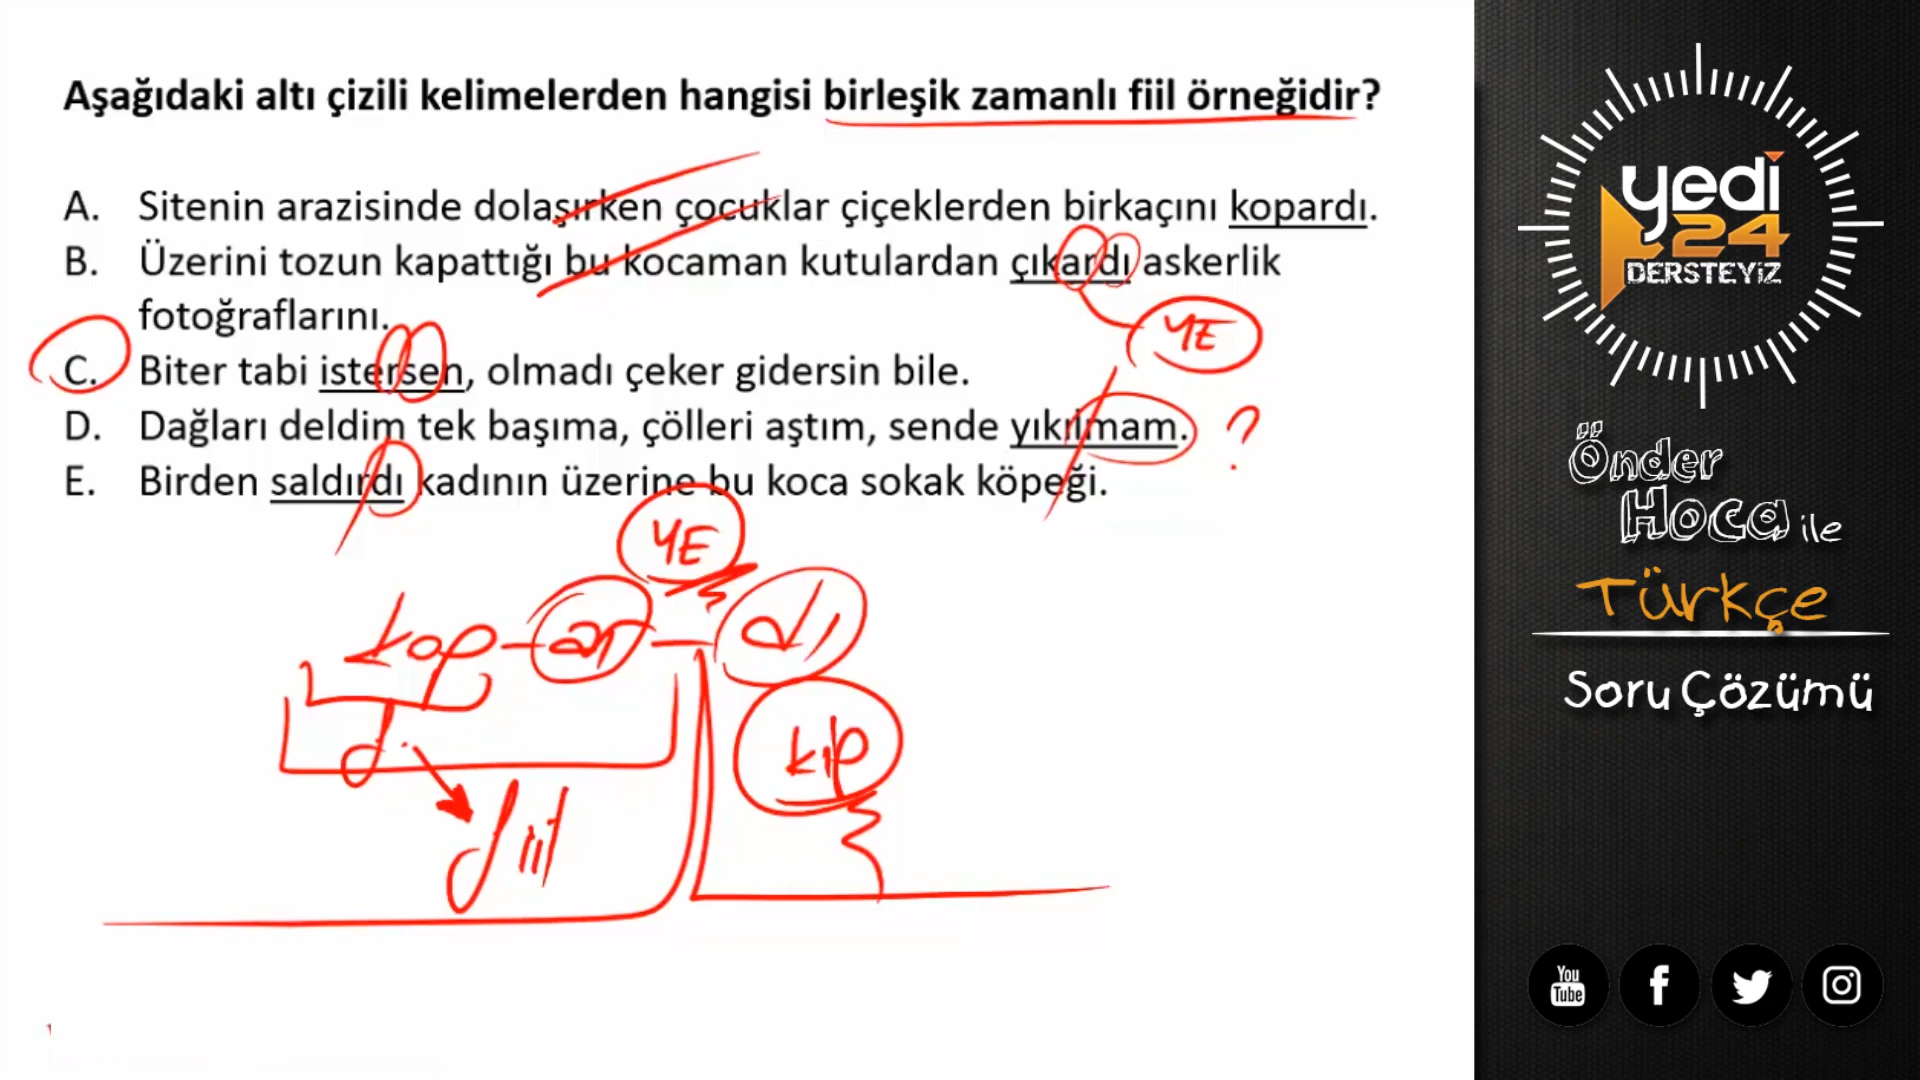 Aşağıdaki altı çizili kelimelerden hangisi birleşik zamanlı fiil örneğidir?
A. Sitenin arazisinde dolaşırken çocuklar çiçeklerden birkaçını kopardı.
B. Üzerini tozun kapattığı bu kocaman kutulardan çıkardı askerlik
fotoğraflarını.
YE
C. Biter tabi istersen, olmadı çeker gidersin bile.
D. Dağları deldim tek başıma, çölleri aştım, sende yıkılmam. ?
E. Birden saldırdı kadının üzerine bu koca sokak köpeği.
YE
kop-ar-dı
kip
fiil
yedi
24
DERSTEYİZ
Önder
Hoca ile
Türkçe
Soru Çözümü
You
Tube